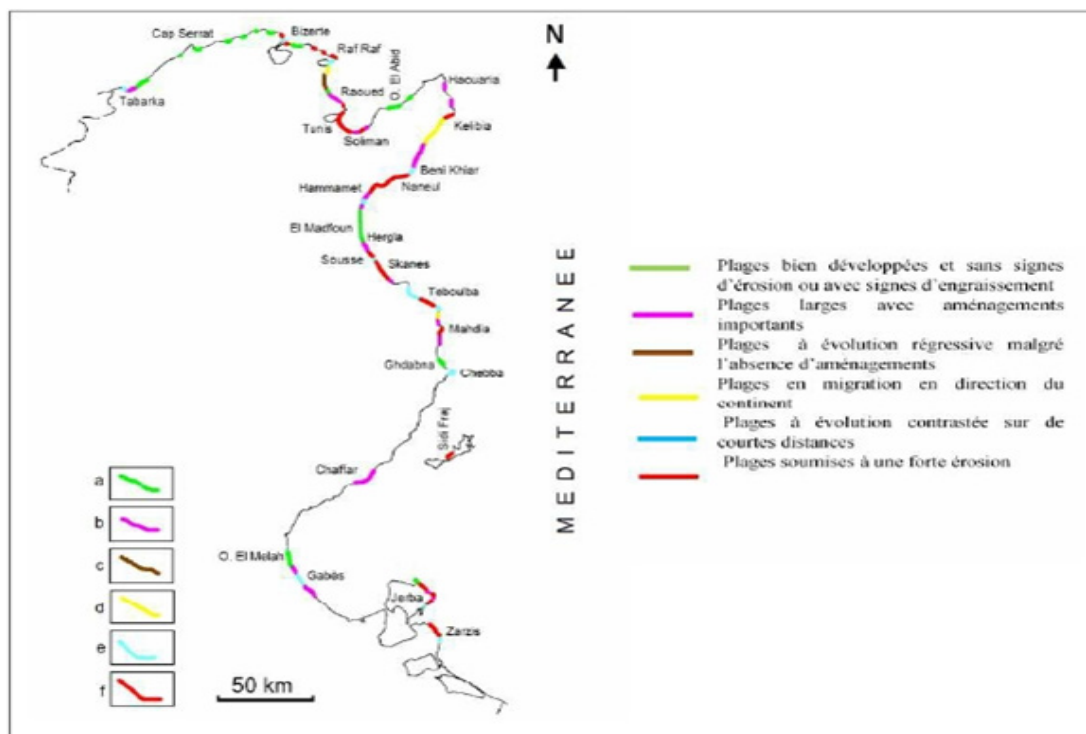 Cap Serrat
Bizerte
Raf Raf
N
Tabarka
Raoued
O. El Abid
Haouaria
Tunis
Soliman
Kelibia
Beni Khiar
Naneul
Hammamet
El Madfoun
Hergla
Sousse
Skanes
Teboulba
Mahdia
Ghdabna
Chebba
Sidi Fraj
Chaffar
O. El Melah
Gabès
Jerba
Zarzis
MEDITERRANEE
50 km
a
b
c
d
e
f
Plages bien développées et sans signes
d'érosion ou avec signes d'engraissement
Plages larges avec aménagements
importants
Plages à évolution régressive malgré
l'absence d'aménagements
Plages en migration en direction du
continent
Plages à évolution contrastée sur de
courtes distances
Plages soumises à une forte érosion